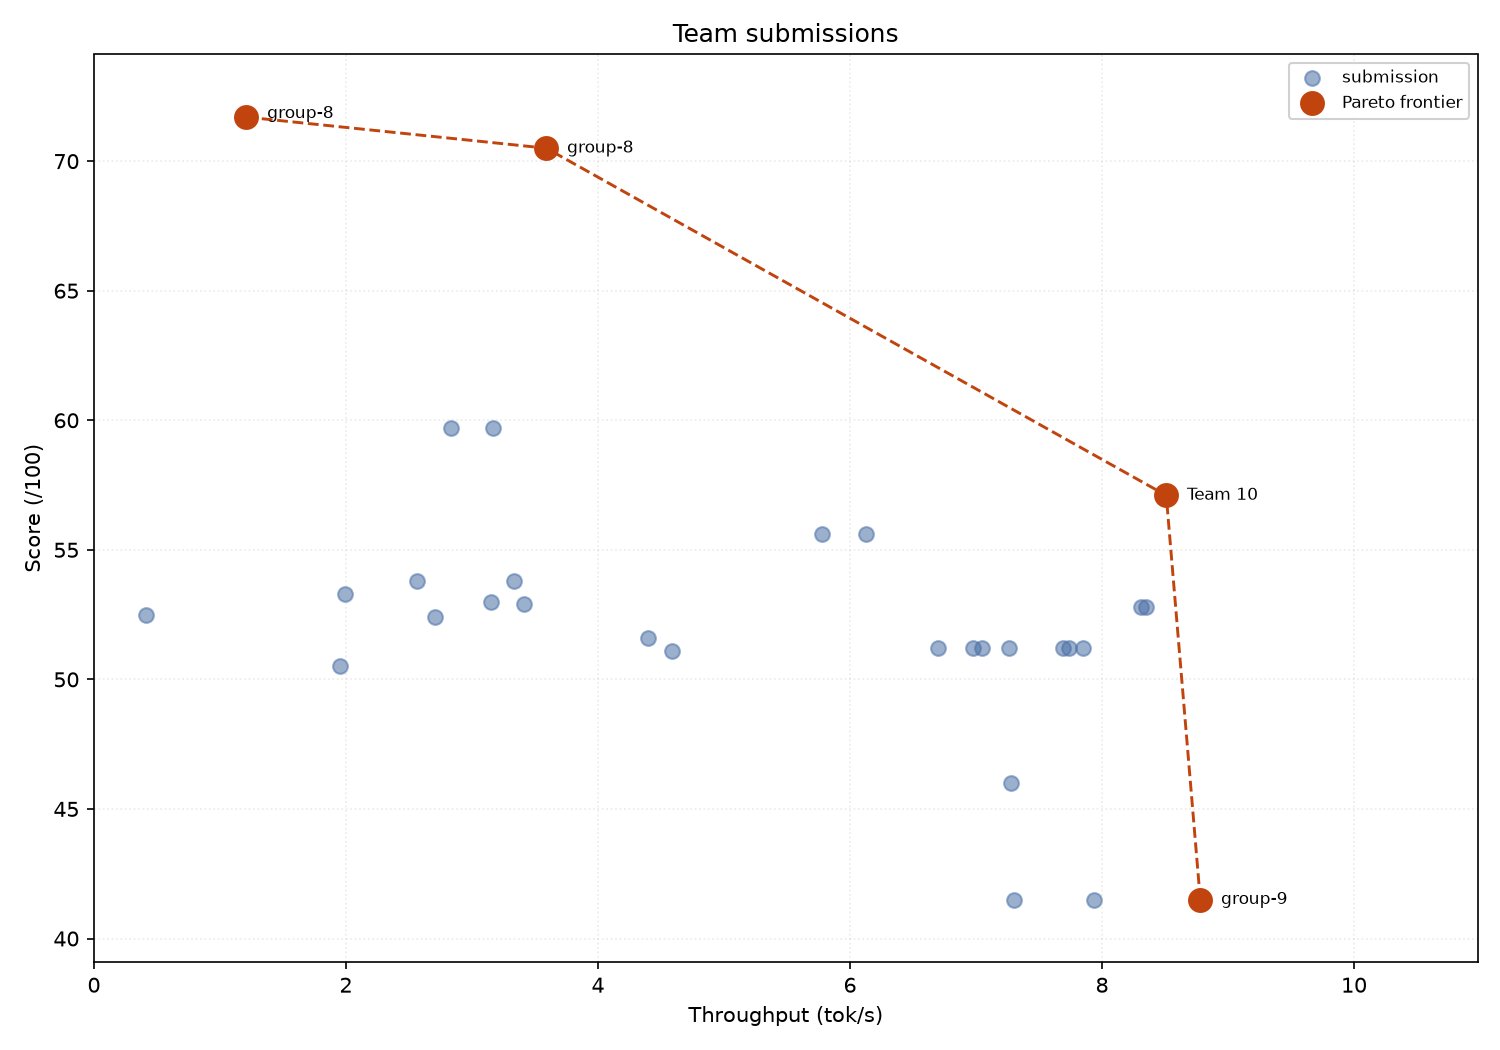 Team submissions
submission
Pareto frontier
group-8
group-8
Team 10
group-9
Score (/100)
70
65
60
55
50
45
40
0 2 4 6 8 10
Throughput (tok/s)